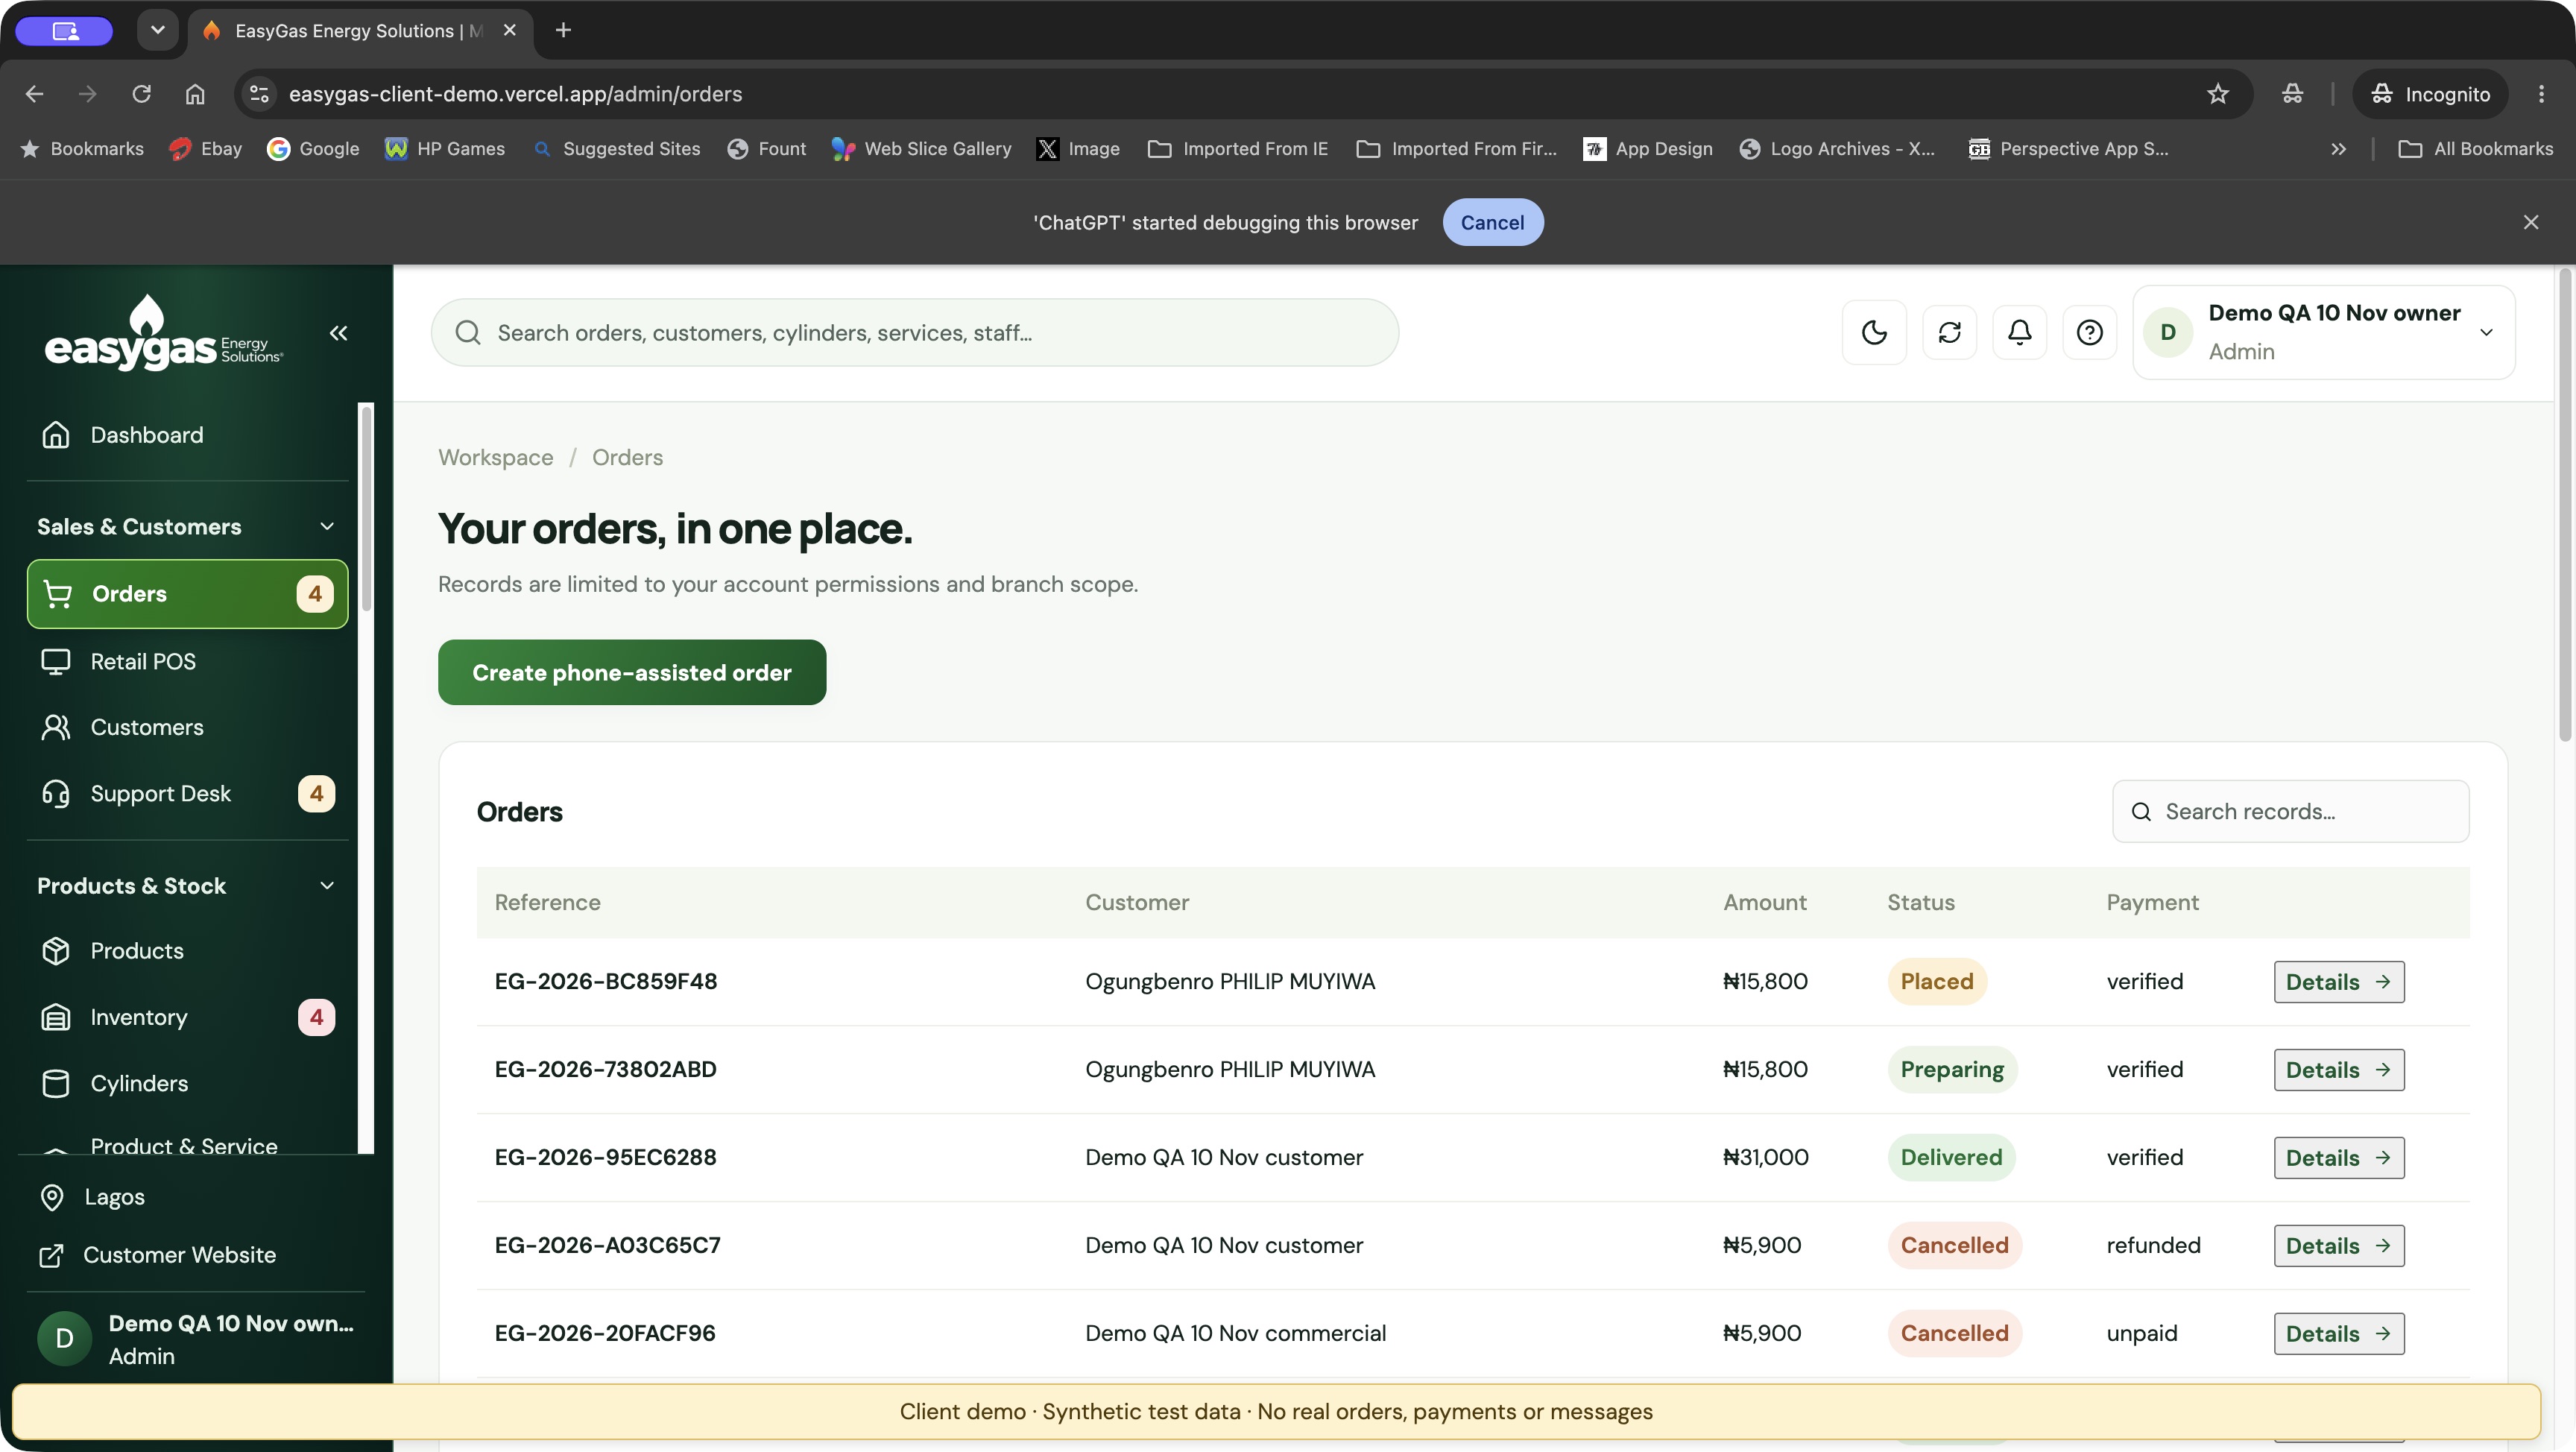 EasyGas Energy Solutions | M
easygas-client-demo.vercel.app/admin/orders
Incognito
Bookmarks
Ebay
Google
HP Games
Suggested Sites
Fount
Web Slice Gallery
Image
Imported From IE
Imported From Fir...
App Design
Logo Archives - X...
Perspective App S...
All Bookmarks
'ChatGPT' started debugging this browser
Cancel
easygas Energy Solutions®
Dashboard
Sales & Customers
Orders 4
Retail POS
Customers
Support Desk 4
Products & Stock
Products
Inventory 4
Cylinders
Product & Service
Lagos
Customer Website
D
Demo QA 10 Nov own...
Admin
Search orders, customers, cylinders, services, staff...
D
Demo QA 10 Nov owner
Admin
Workspace / Orders
Your orders, in one place.
Records are limited to your account permissions and branch scope.
Create phone-assisted order
Orders
Search records...
Reference Customer Amount Status Payment
EG-2026-BC859F48 Ogungbenro PHILIP MUYIWA ₦15,800 Placed verified Details →
EG-2026-73802ABD Ogungbenro PHILIP MUYIWA ₦15,800 Preparing verified Details →
EG-2026-95EC6288 Demo QA 10 Nov customer ₦31,000 Delivered verified Details →
EG-2026-A03C65C7 Demo QA 10 Nov customer ₦5,900 Cancelled refunded Details →
EG-2026-20FACF96 Demo QA 10 Nov commercial ₦5,900 Cancelled unpaid Details →
Client demo · Synthetic test data · No real orders, payments or messages